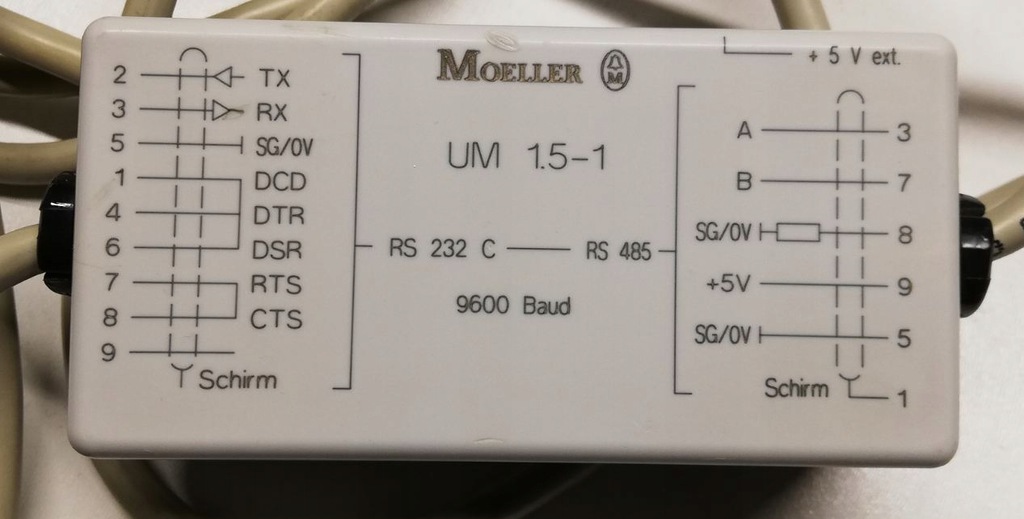 MOELLER M
UM 1.5-1
RS 232 C RS 485
9600 Baud
2 TX
3 RX
5 SG/0V
1 DCD
4 DTR
6 DSR
7 RTS
8 CTS
9
Schirm
+ 5 V ext.
A 3
B 7
SG/0V 8
+5V 9
SG/0V 5
Schirm 1